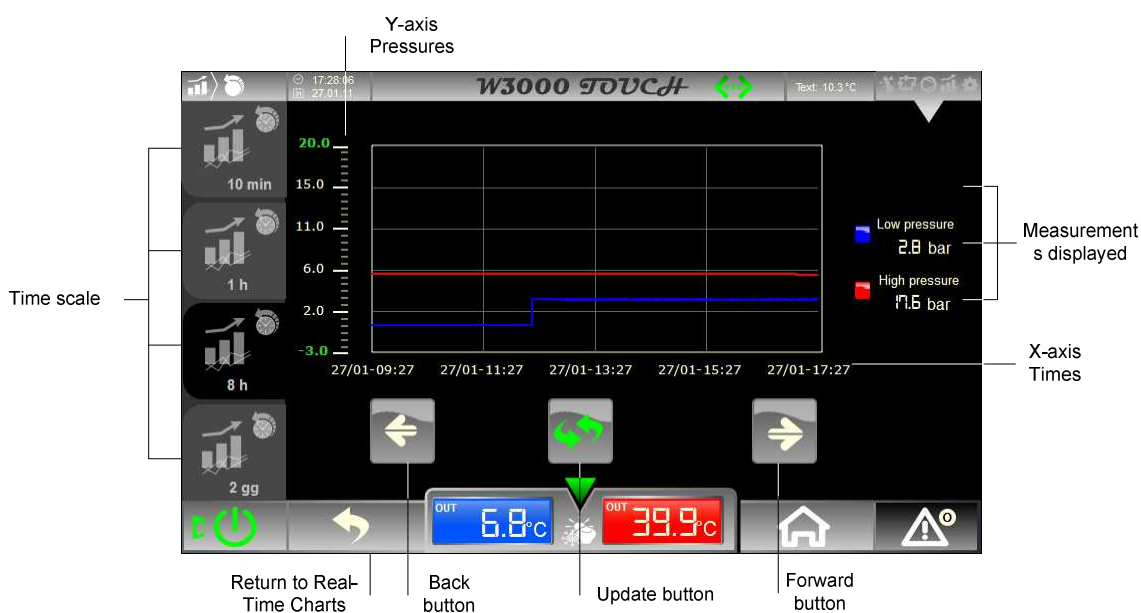 Y-axis
Pressures
17:28:06
27.01.11
W3000 TOUCH
Text: 10.3 °C
10 min
1 h
8 h
2 gg
Time scale
20.0
15.0
11.0
6.0
2.0
-3.0
27/01-09:27 27/01-11:27 27/01-13:27 27/01-15:27 27/01-17:27
Low pressure
2.8 bar
High pressure
17.6 bar
Measurement
s displayed
X-axis
Times
OUT 6.8°C
OUT 39.9°C
0
Return to Real-
Time Charts
Back
button
Update button
Forward
button